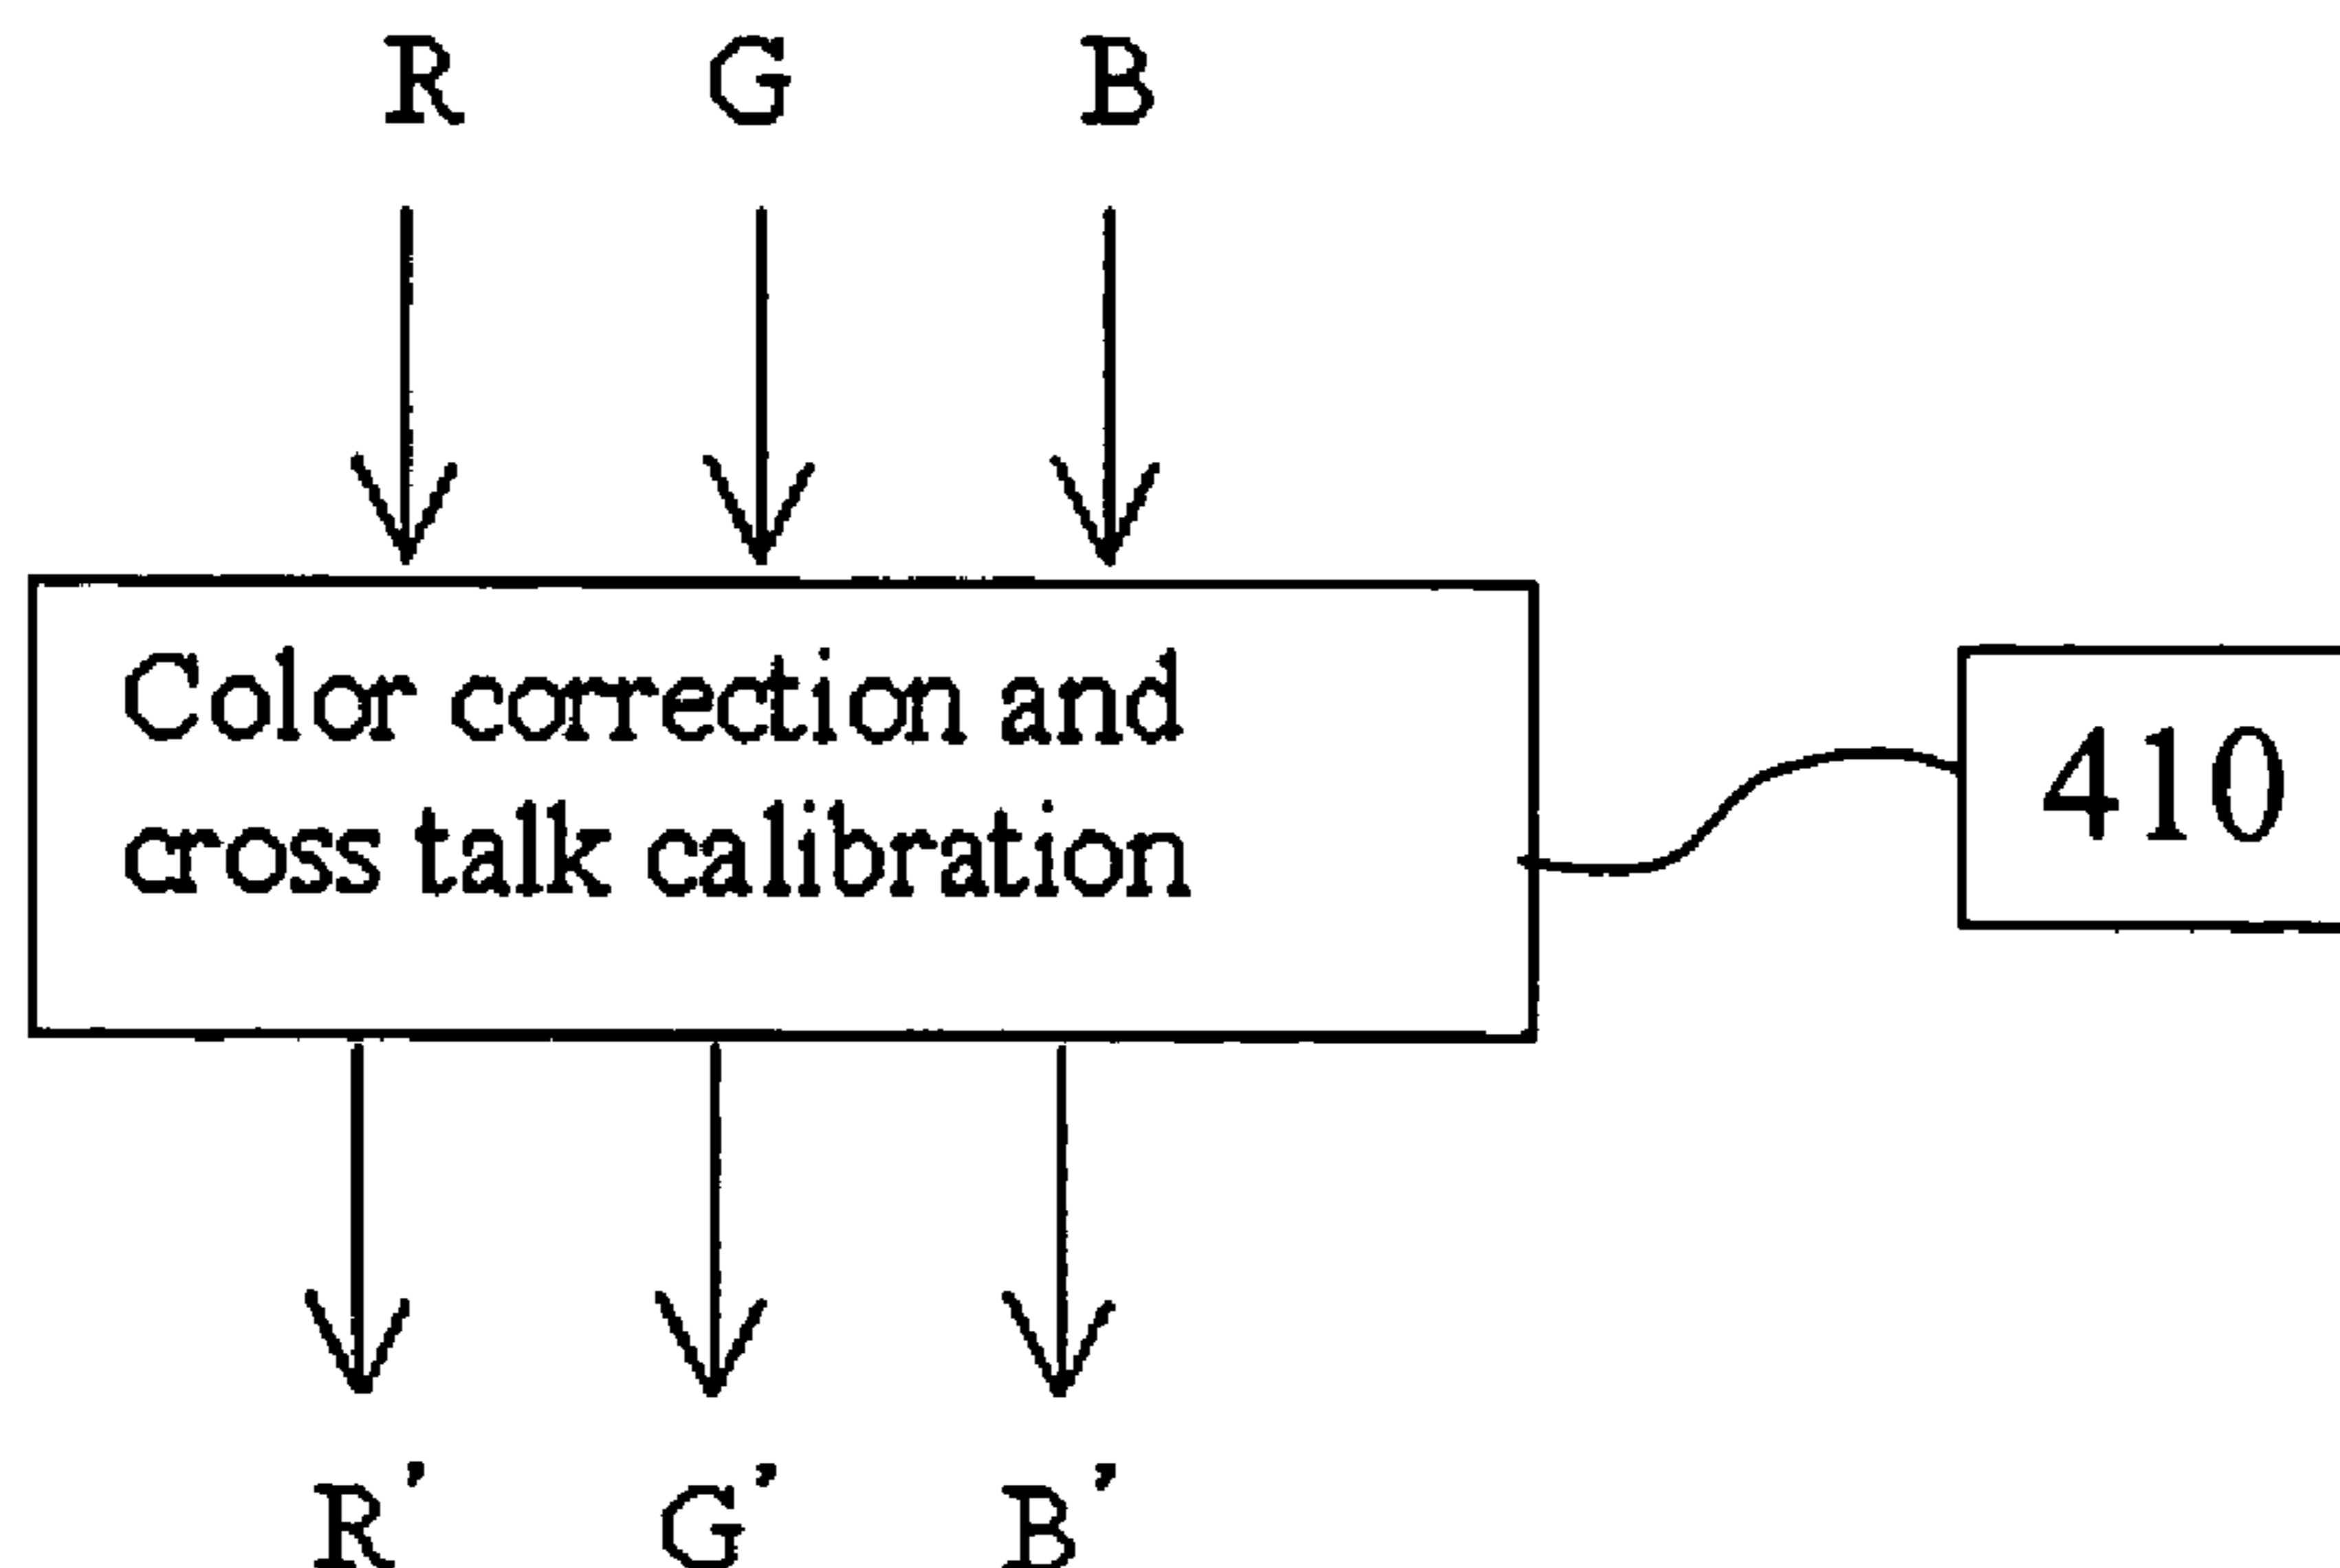 R G B
Color correction and
cross talk calibration
410
R' G' B'